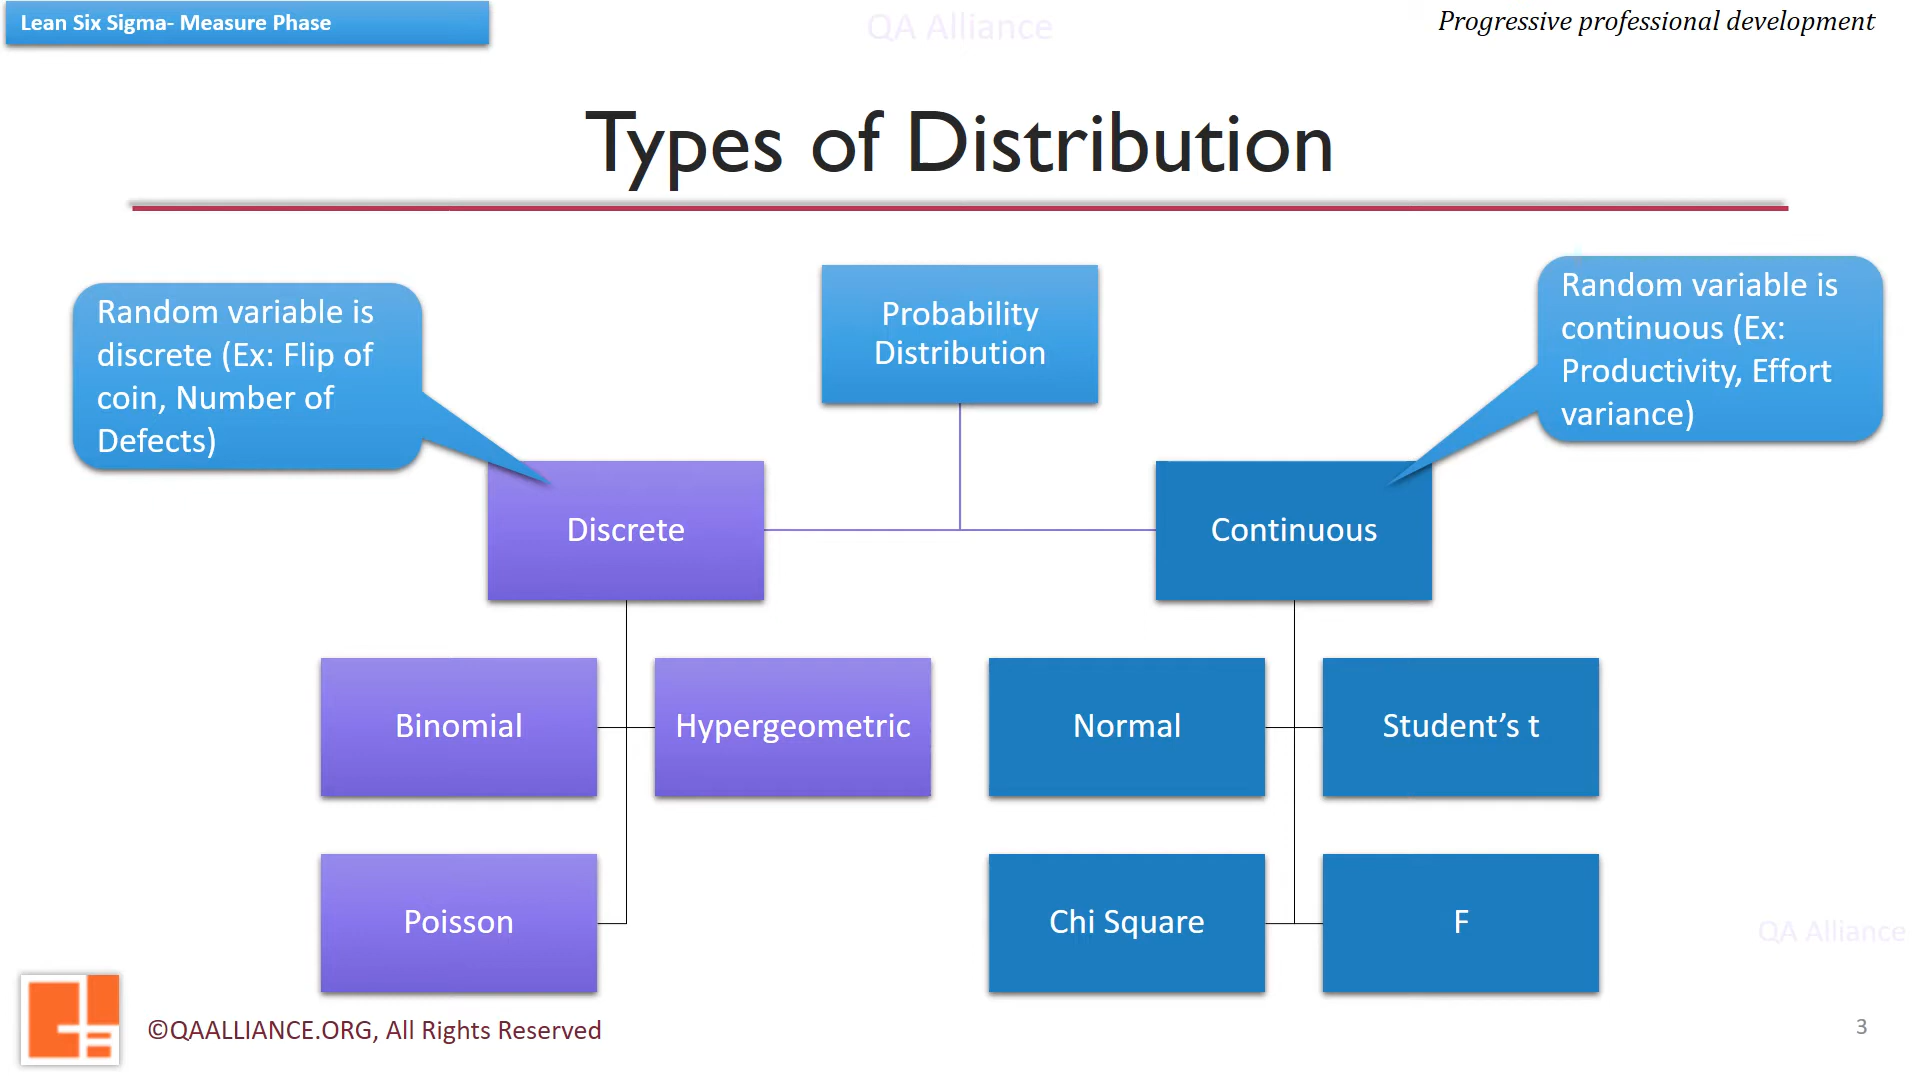 Lean Six Sigma- Measure Phase
QA Alliance
Progressive professional development
Types of Distribution
Random variable is
discrete (Ex: Flip of
coin, Number of
Defects)
Probability
Distribution
Random variable is
continuous (Ex:
Productivity, Effort
variance)
Discrete
Continuous
Binomial
Hypergeometric
Normal
Student’s t
Poisson
Chi Square
F
QA Alliance
©QAALLIANCE.ORG, All Rights Reserved
3